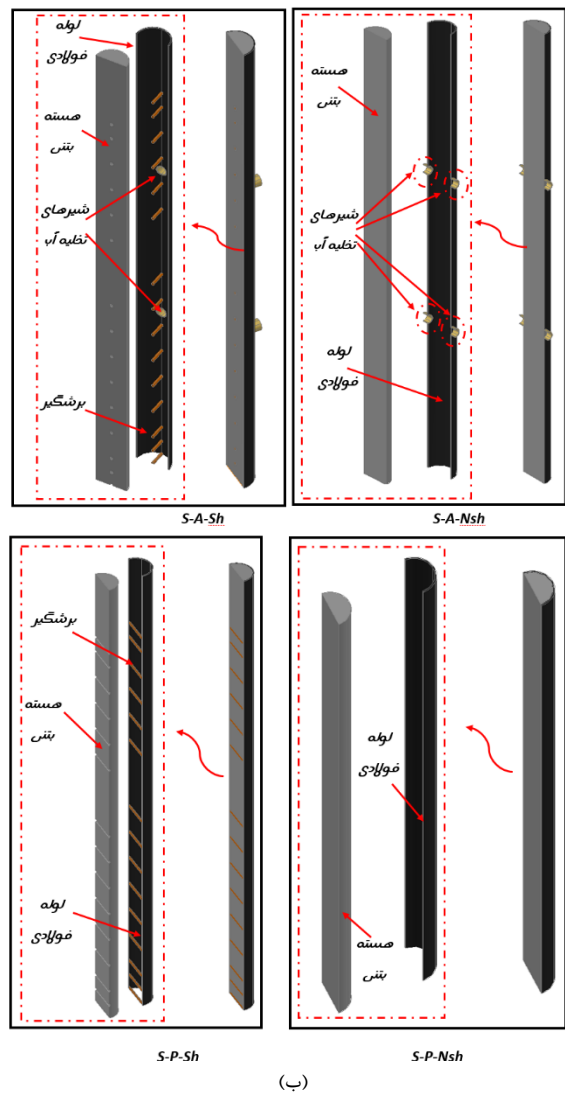 لوله
فولادی
هسته
بتنی
شیرهای
تخلیه آب
برشگیر
S-A-Sh
هسته
بتنی
شیرهای
تخلیه آب
لوله
فولادی
S-A-Nsh
برشگیر
هسته
بتنی
لوله
فولادی
S-P-Sh
لوله
فولادی
هسته
بتنی
S-P-Nsh
(ب)